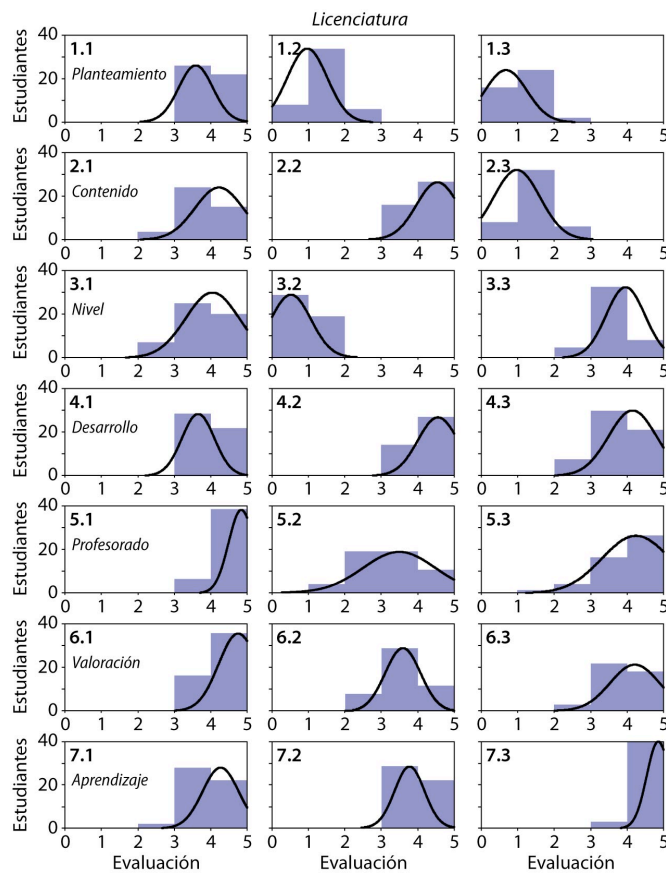 Licenciatura
Estudiantes
40
20
0
1.1
Planteamiento
0 1 2 3 4 5
1.2
0 1 2 3 4 5
1.3
0 1 2 3 4 5
Estudiantes
40
20
0
2.1
Contenido
0 1 2 3 4 5
2.2
0 1 2 3 4 5
2.3
0 1 2 3 4 5
Estudiantes
40
20
0
3.1
Nivel
0 1 2 3 4 5
3.2
0 1 2 3 4 5
3.3
0 1 2 3 4 5
Estudiantes
40
20
0
4.1
Desarrollo
0 1 2 3 4 5
4.2
0 1 2 3 4 5
4.3
0 1 2 3 4 5
Estudiantes
40
20
0
5.1
Profesorado
0 1 2 3 4 5
5.2
0 1 2 3 4 5
5.3
0 1 2 3 4 5
Estudiantes
40
20
0
6.1
Valoración
0 1 2 3 4 5
6.2
0 1 2 3 4 5
6.3
0 1 2 3 4 5
Estudiantes
40
20
0
7.1
Aprendizaje
0 1 2 3 4 5
7.2
0 1 2 3 4 5
7.3
0 1 2 3 4 5
Evaluación
Evaluación
Evaluación